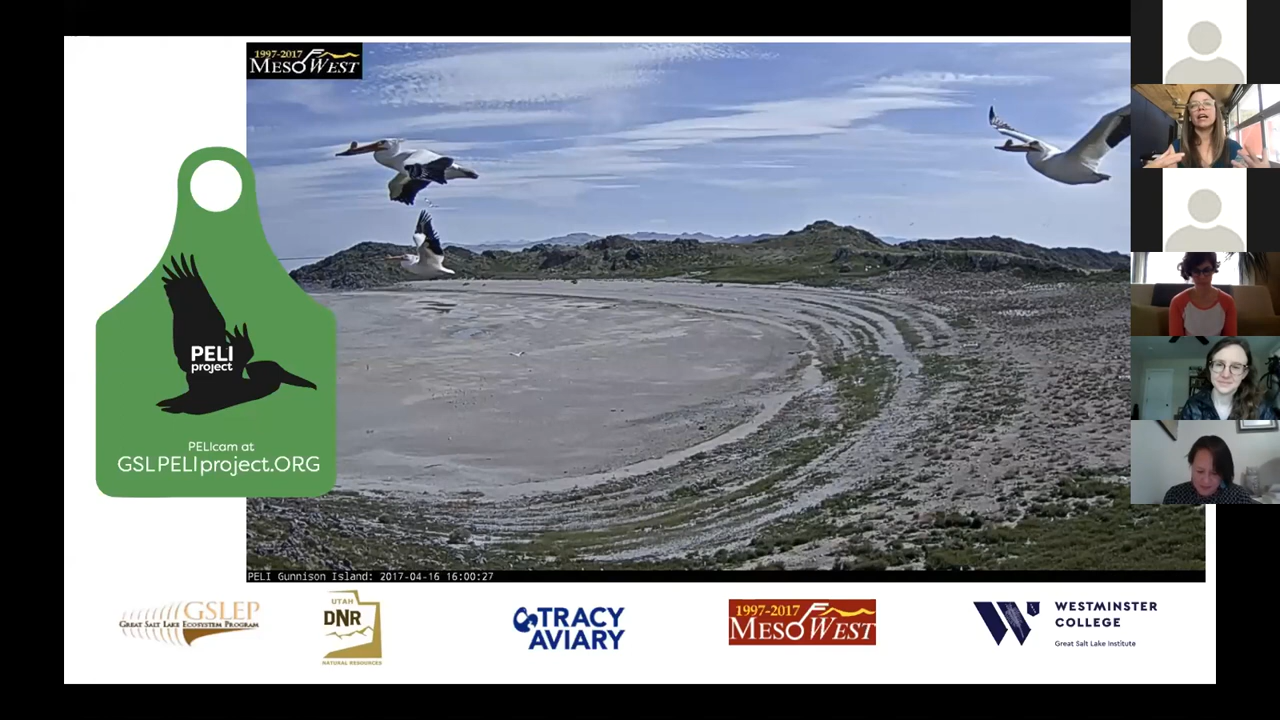 1997-2017
MESOWEST
PELI
project
PELIcam at
GSLPELIproject.ORG
PELI Gunnison Island: 2017-04-16 16:00:27
GSLEP
GREAT SALT LAKE ECOSYSTEM PROGRAM
UTAH
DNR
NATURAL RESOURCES
TRACY
AVIARY
1997-2017
MESOWEST
WESTMINSTER
COLLEGE
Great Salt Lake Institute